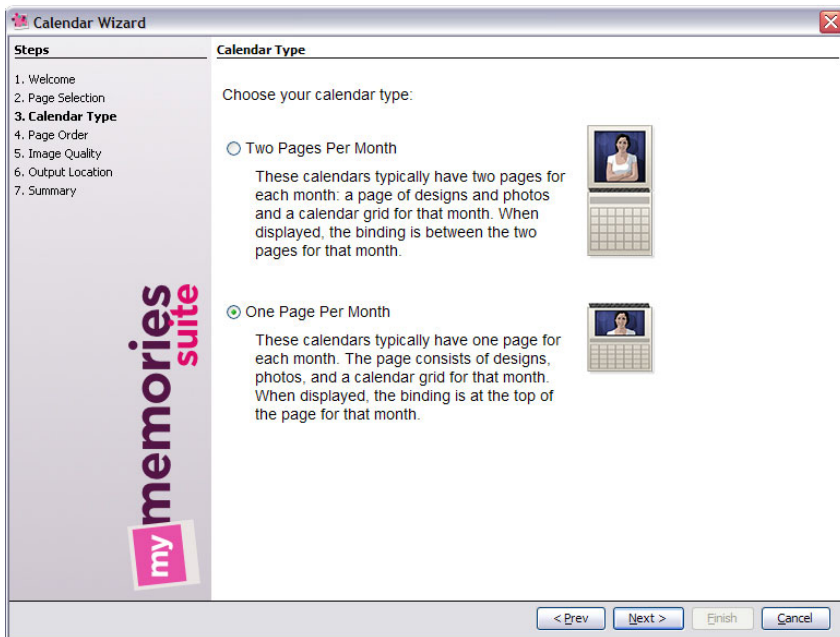 Calendar Wizard
Steps
1. Welcome
2. Page Selection
3. Calendar Type
4. Page Order
5. Image Quality
6. Output Location
7. Summary
my memories
suite
Calendar Type
Choose your calendar type:
Two Pages Per Month
These calendars typically have two pages for
each month: a page of designs and photos
and a calendar grid for that month. When
displayed, the binding is between the two
pages for that month.
One Page Per Month
These calendars typically have one page for
each month. The page consists of designs,
photos, and a calendar grid for that month.
When displayed, the binding is at the top of
the page for that month.
< Prev Next > Finish Cancel